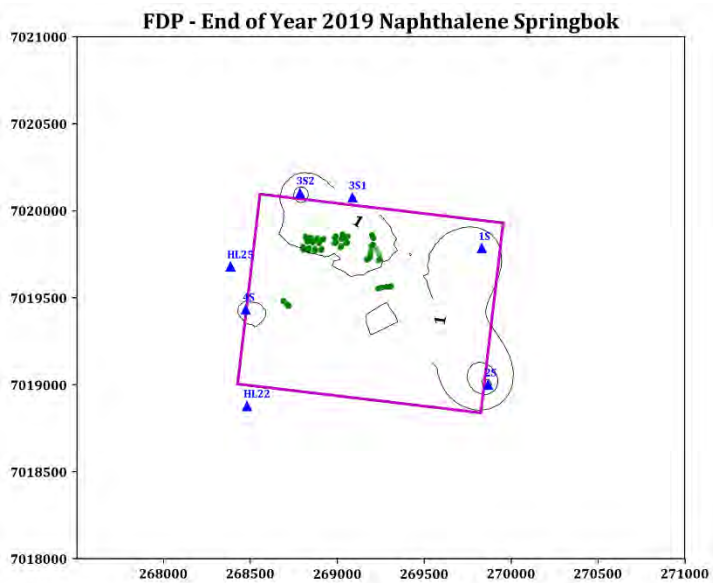 FDP - End of Year 2019 Naphthalene Springbok
7021000
7020500
7020000
7019500
7019000
7018500
7018000
3S2
3S1
1
1S
HL25
4S
1
2S
HL22
268000 268500 269000 269500 270000 270500 271000